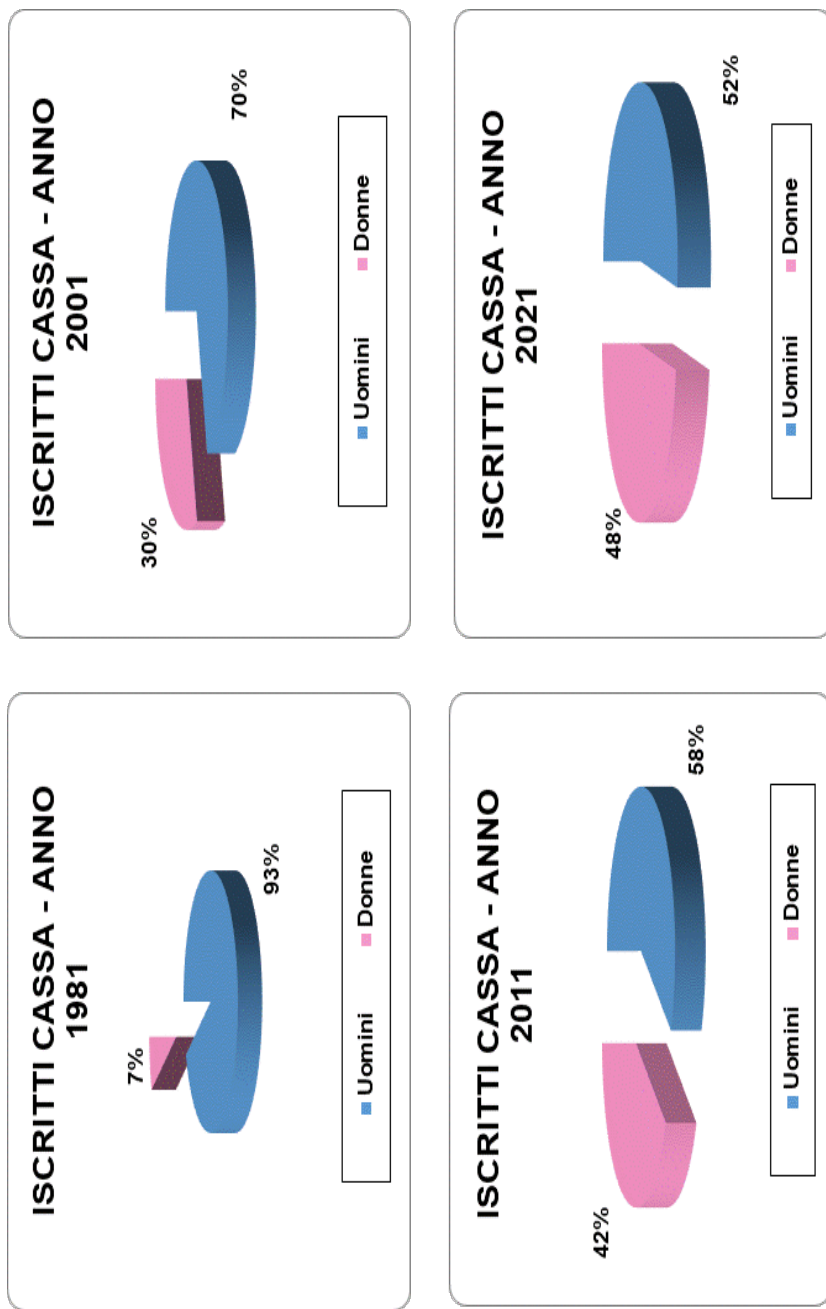 ISCRITTI CASSA - ANNO
1981
7%
93%
Uomini Donne
ISCRITTI CASSA - ANNO
2001
30%
70%
Uomini Donne
ISCRITTI CASSA - ANNO
2011
42%
58%
Uomini Donne
ISCRITTI CASSA - ANNO
2021
48%
52%
Uomini Donne